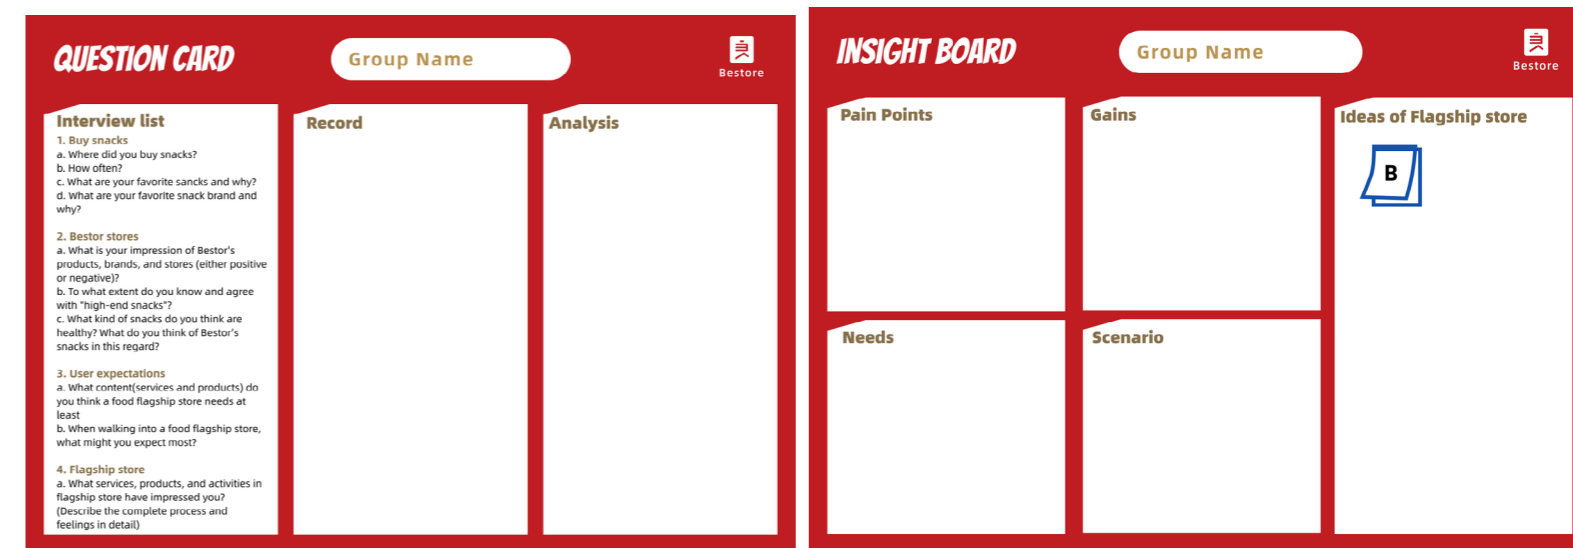 QUESTION CARD
Group Name
Bestore
Interview list
1. Buy snacks
a. Where did you buy snacks?
b. How often?
c. What are your favorite sancks and why?
d. What are your favorite snack brand and
why?
2. Bestor stores
a. What is your impression of Bestor's
products, brands, and stores (either positive
or negative)?
b. To what extent do you know and agree
with "high-end snacks"?
c. What kind of snacks do you think are
healthy? What do you think of Bestor's
snacks in this regard?
3. User expectations
a. What content(services and products) do
you think a food flagship store needs at
least
b. When walking into a food flagship store,
what might you expect most?
4. Flagship store
a. What services, products, and activities in
flagship store have impressed you?
(Describe the complete process and
feelings in detail)
Record
Analysis
INSIGHT BOARD
Group Name
Bestore
Pain Points
Gains
Ideas of Flagship store
B
Needs
Scenario